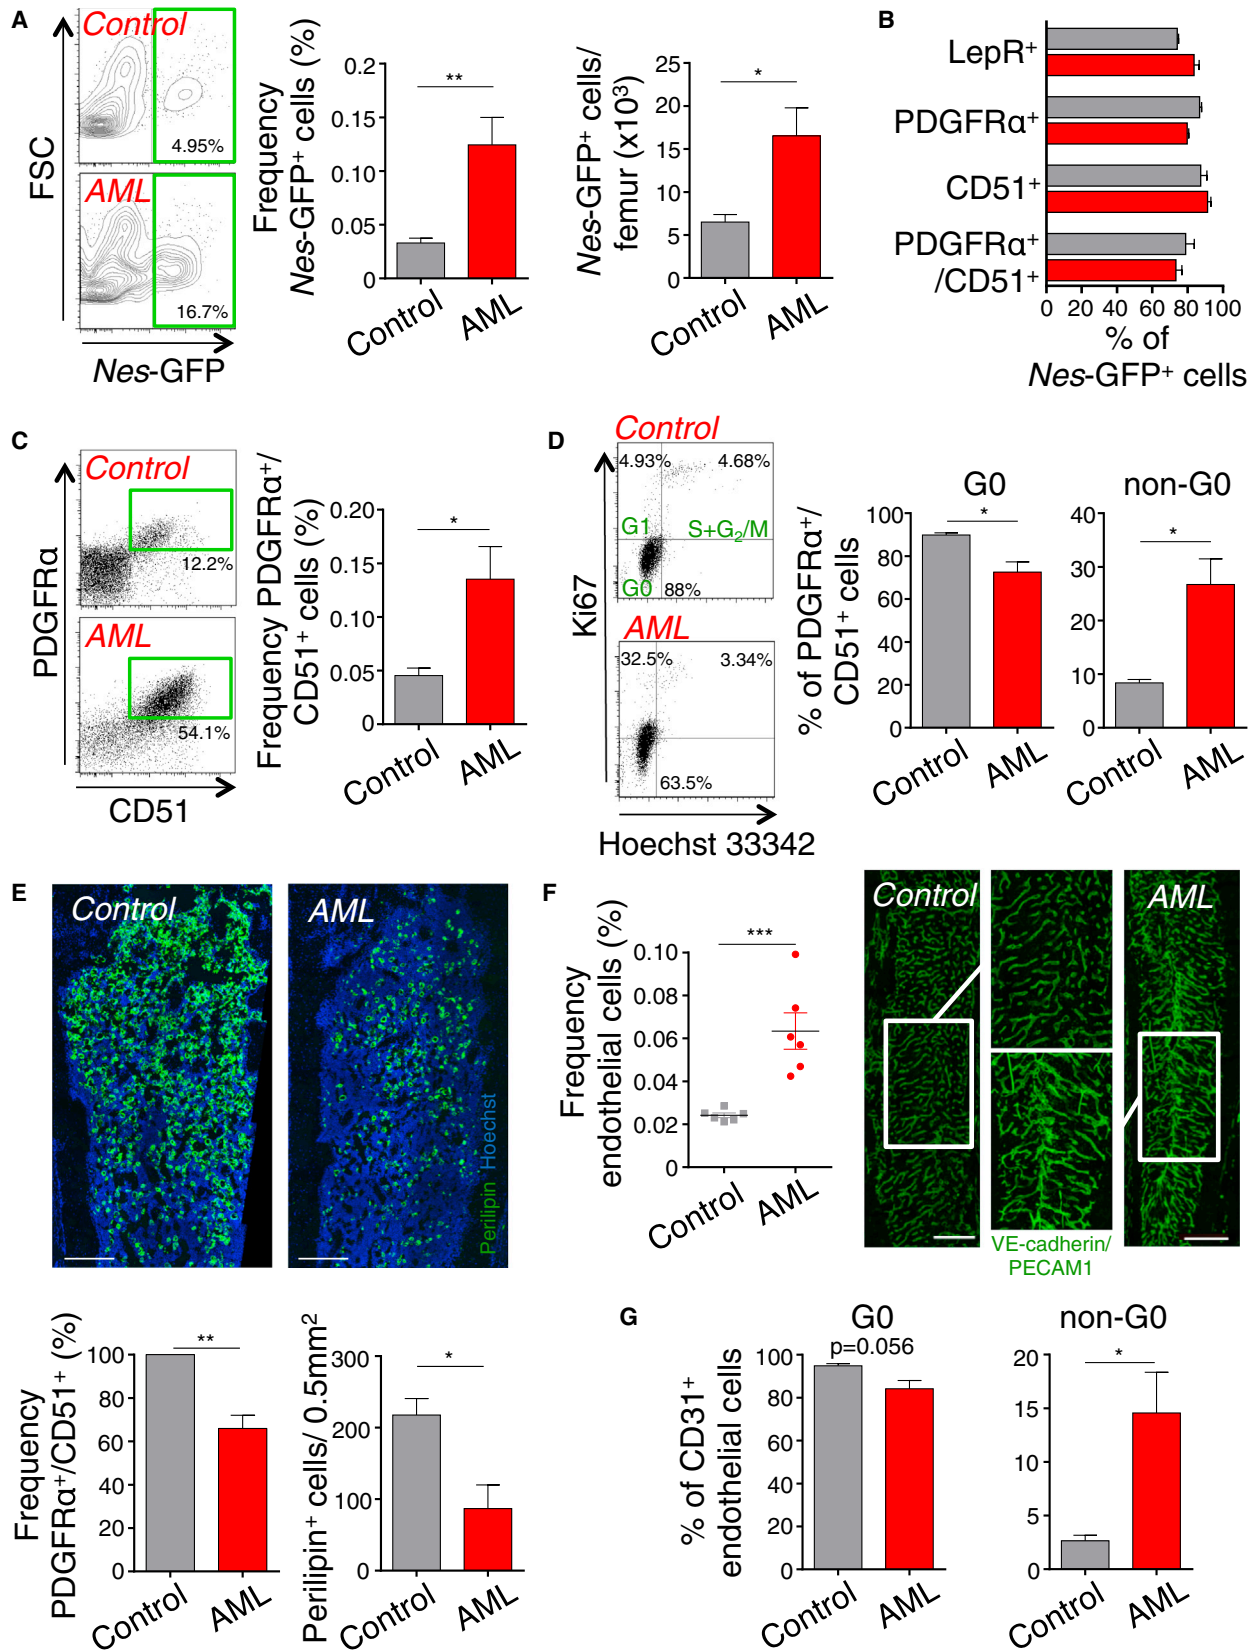 A
Control
4.95%
AML
16.7%
FSC
Nes-GFP
Frequency
Nes-GFP⁺ cells (%)
0.2
0.15
0.10
0.05
0
**
Control
AML
Nes-GFP⁺ cells/
femur (x10³)
25
20
15
10
5
0
*
Control
AML
B
LepR⁺
PDGFRα⁺
CD51⁺
PDGFRα⁺
/CD51⁺
0 20 40 60 80 100
% of
Nes-GFP⁺ cells
C
Control
12.2%
AML
54.1%
PDGFRα
CD51
Frequency PDGFRα⁺/
CD51⁺ cells (%)
0.20
0.15
0.10
0.05
0
*
Control
AML
D
Control
4.93%
4.68%
G1
S+G₂/M
G0
88%
AML
32.5%
3.34%
63.5%
Ki67
Hoechst 33342
% of PDGFRα⁺/
CD51⁺ cells
G0
100
80
60
40
20
0
*
Control
AML
non-G0
40
30
20
10
0
*
Control
AML
E
Control
AML
Perilipin Hoechst
Frequency
PDGFRα⁺/CD51⁺ (%)
100
80
60
40
20
0
**
Control
AML
Perilipin⁺ cells/ 0.5mm²
300
200
100
0
*
Control
AML
F
Frequency
endothelial cells (%)
0.10
0.08
0.06
0.04
0.02
0
***
Control
AML
Control
AML
VE-cadherin/
PECAM1
G
% of CD31⁺
endothelial cells
G0
p=0.056
100
80
60
40
20
0
Control
AML
non-G0
20
15
10
5
0
*
Control
AML